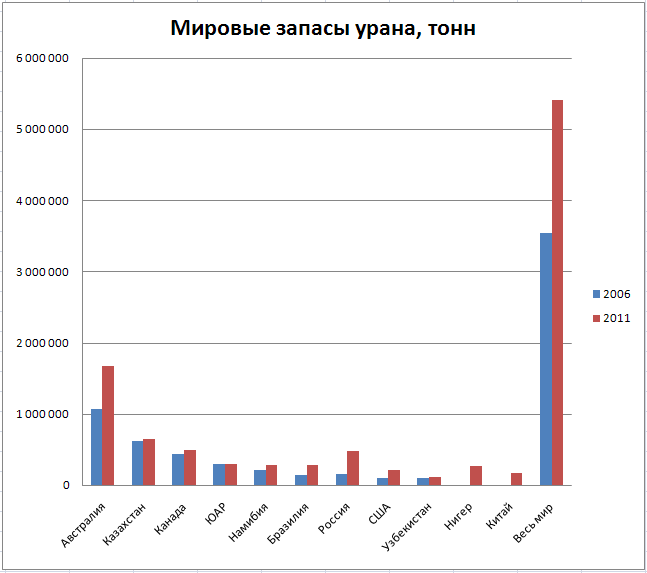 Мировые запасы урана, тонн
6 000 000
5 000 000
4 000 000
3 000 000
2 000 000
1 000 000
0
2006
2011
Австралия
Казахстан
Канада
ЮАР
Намибия
Бразилия
Россия
США
Узбекистан
Нигер
Китай
Весь мир